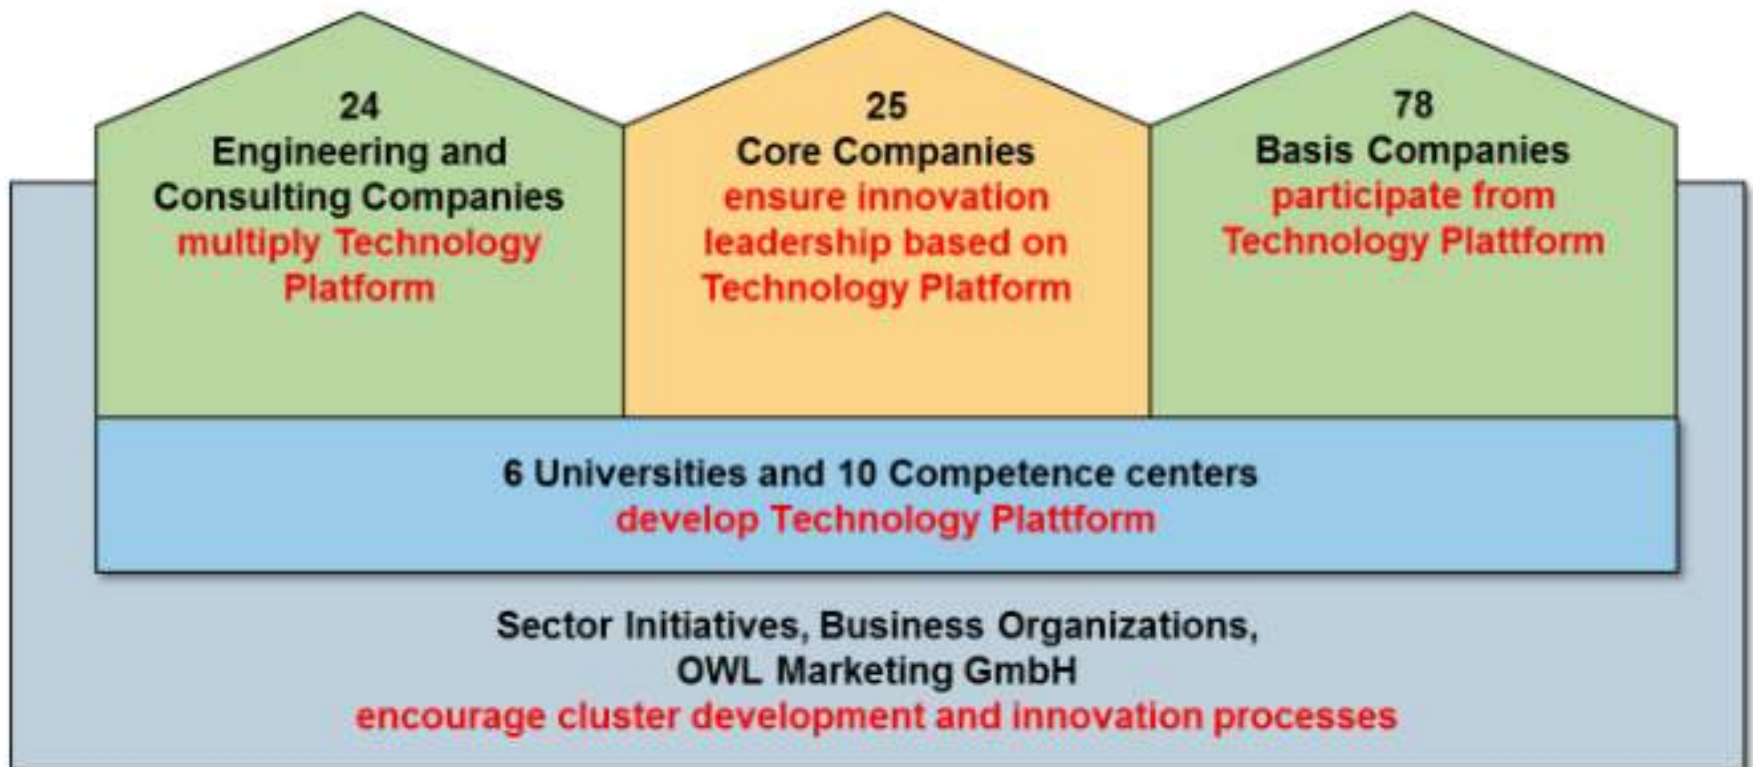 24
Engineering and
Consulting Companies
multiply Technology
Platform
25
Core Companies
ensure innovation
leadership based on
Technology Platform
78
Basis Companies
participate from
Technology Plattform
6 Universities and 10 Competence centers
develop Technology Plattform
Sector Initiatives, Business Organizations,
OWL Marketing GmbH
encourage cluster development and innovation processes